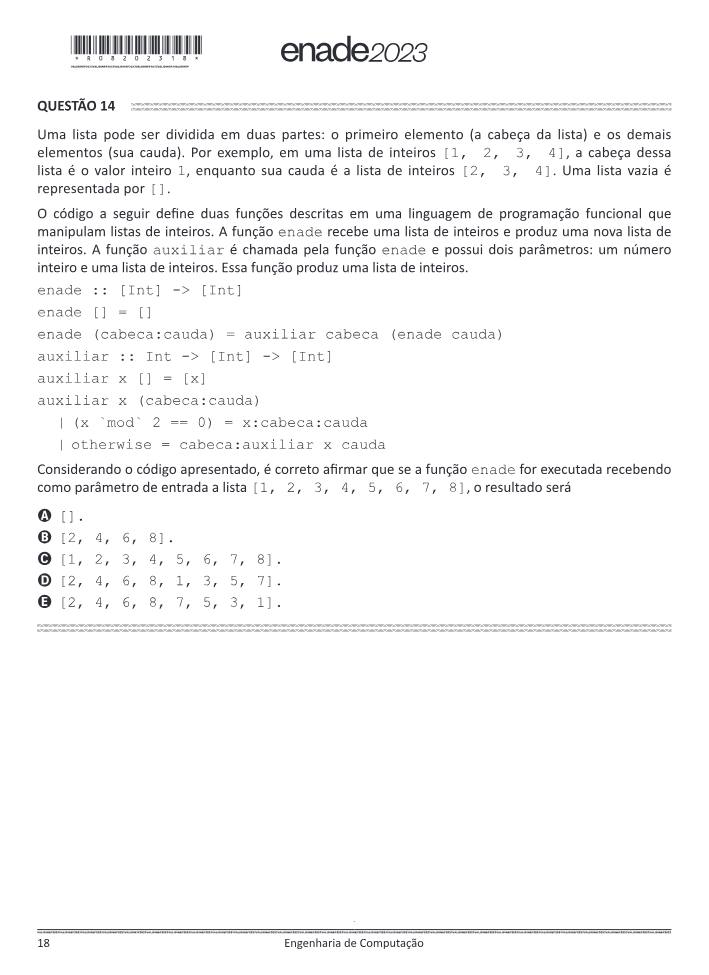 *R08202318*
enade2023
QUESTÃO 14
Uma lista pode ser dividida em duas partes: o primeiro elemento (a cabeça da lista) e os demais
elementos (sua cauda). Por exemplo, em uma lista de inteiros [1, 2, 3, 4], a cabeça dessa
lista é o valor inteiro 1, enquanto sua cauda é a lista de inteiros [2, 3, 4]. Uma lista vazia é
representada por [].
O código a seguir define duas funções descritas em uma linguagem de programação funcional que
manipulam listas de inteiros. A função enade recebe uma lista de inteiros e produz uma nova lista de
inteiros. A função auxiliar é chamada pela função enade e possui dois parâmetros: um número
inteiro e uma lista de inteiros. Essa função produz uma lista de inteiros.
enade :: [Int] -> [Int]
enade [] = []
enade (cabeca:cauda) = auxiliar cabeca (enade cauda)
auxiliar :: Int -> [Int] -> [Int]
auxiliar x [] = [x]
auxiliar x (cabeca:cauda)
| (x `mod` 2 == 0) = x:cabeca:cauda
| otherwise = cabeca:auxiliar x cauda
Considerando o código apresentado, é correto afirmar que se a função enade for executada recebendo
como parâmetro de entrada a lista [1, 2, 3, 4, 5, 6, 7, 8], o resultado será
A [].
B [2, 4, 6, 8].
C [1, 2, 3, 4, 5, 6, 7, 8].
D [2, 4, 6, 8, 1, 3, 5, 7].
E [2, 4, 6, 8, 7, 5, 3, 1].
18
Engenharia de Computação